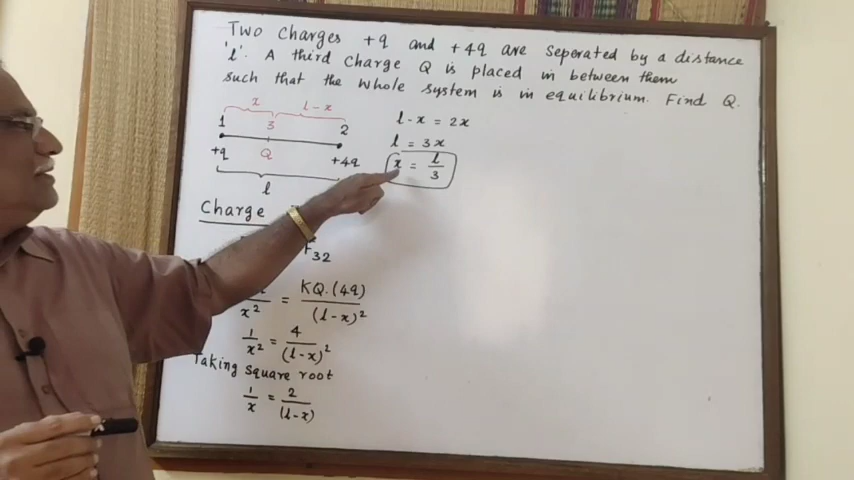 Two Charges +q and +4q are seperated by a distance
'l'. A third Charge Q is placed in between them
such that the whole system is in equilibrium. Find Q.
x l-x
1 3 2
+q Q +4q
l
Charge
F32
x² = KQ.(4q) / (l-x)²
1/x² = 4/(l-x)²
Taking square root
1/x = 2/(l-x)
l-x = 2x
l = 3x
x = l/3